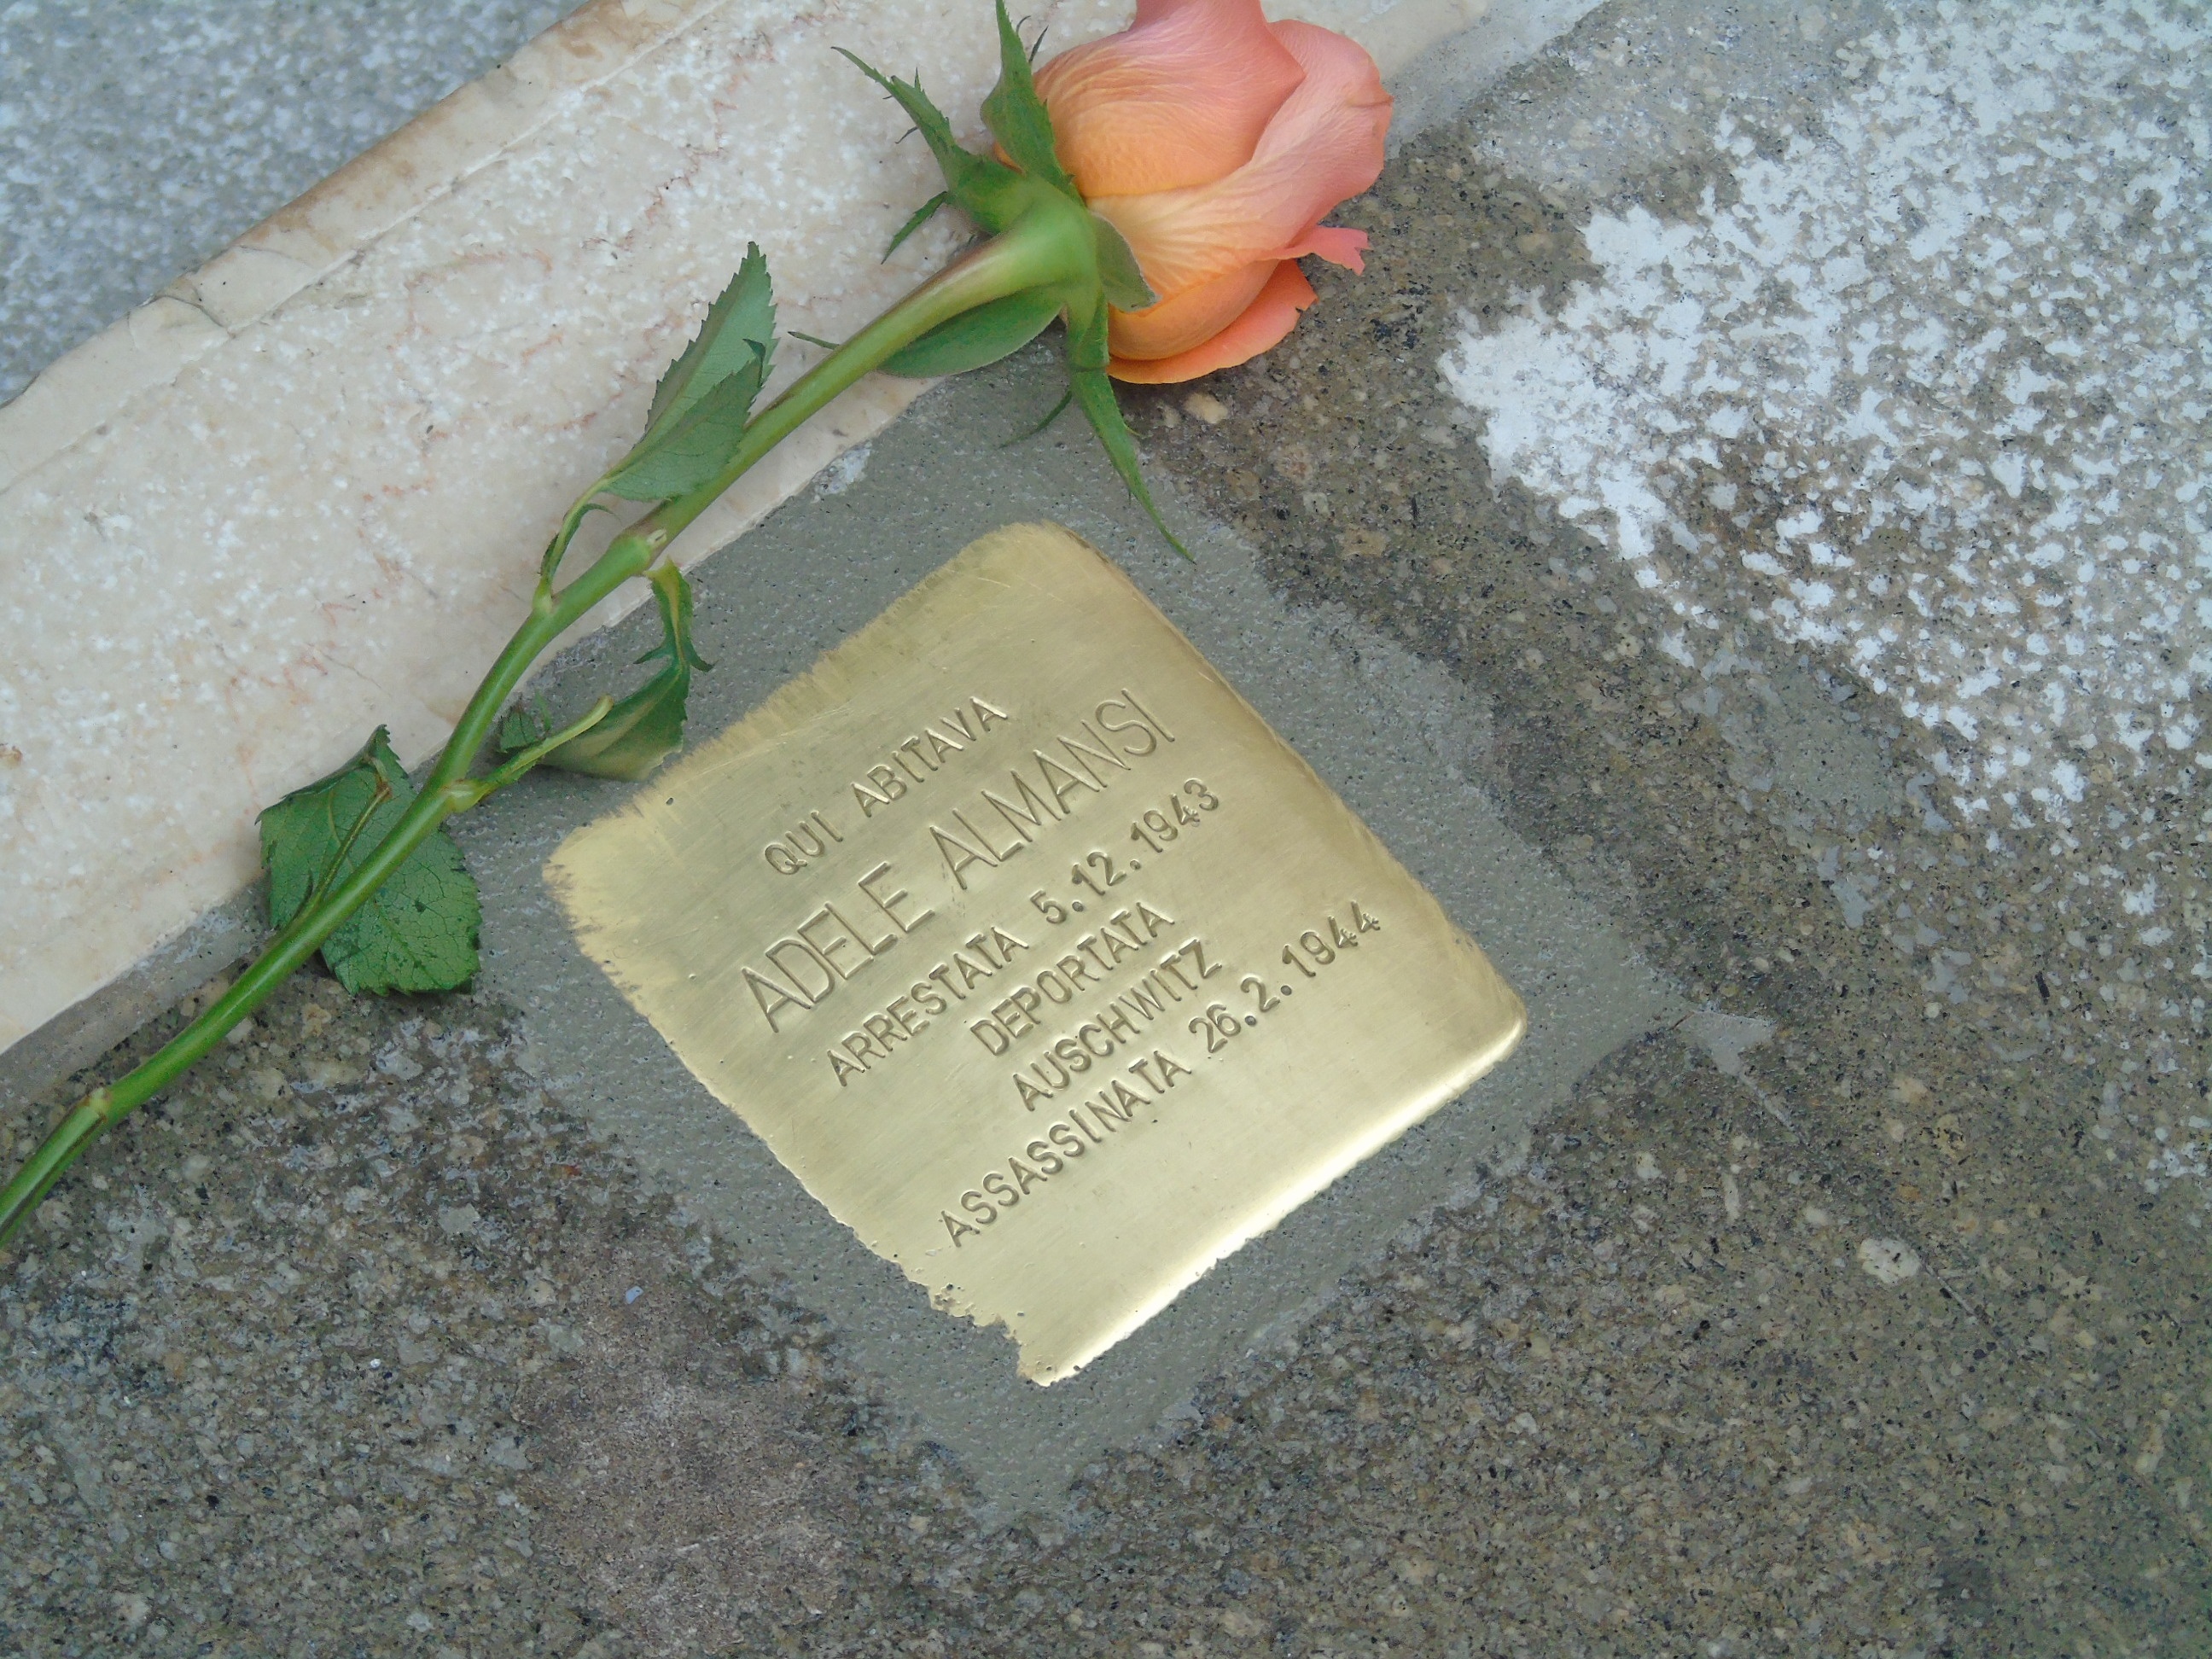 QUI ABITAVA
ADELE ALMANSI
ARRESTATA 5.12.1943
DEPORTATA
AUSCHWITZ
ASSASSINATA 26.2.1944